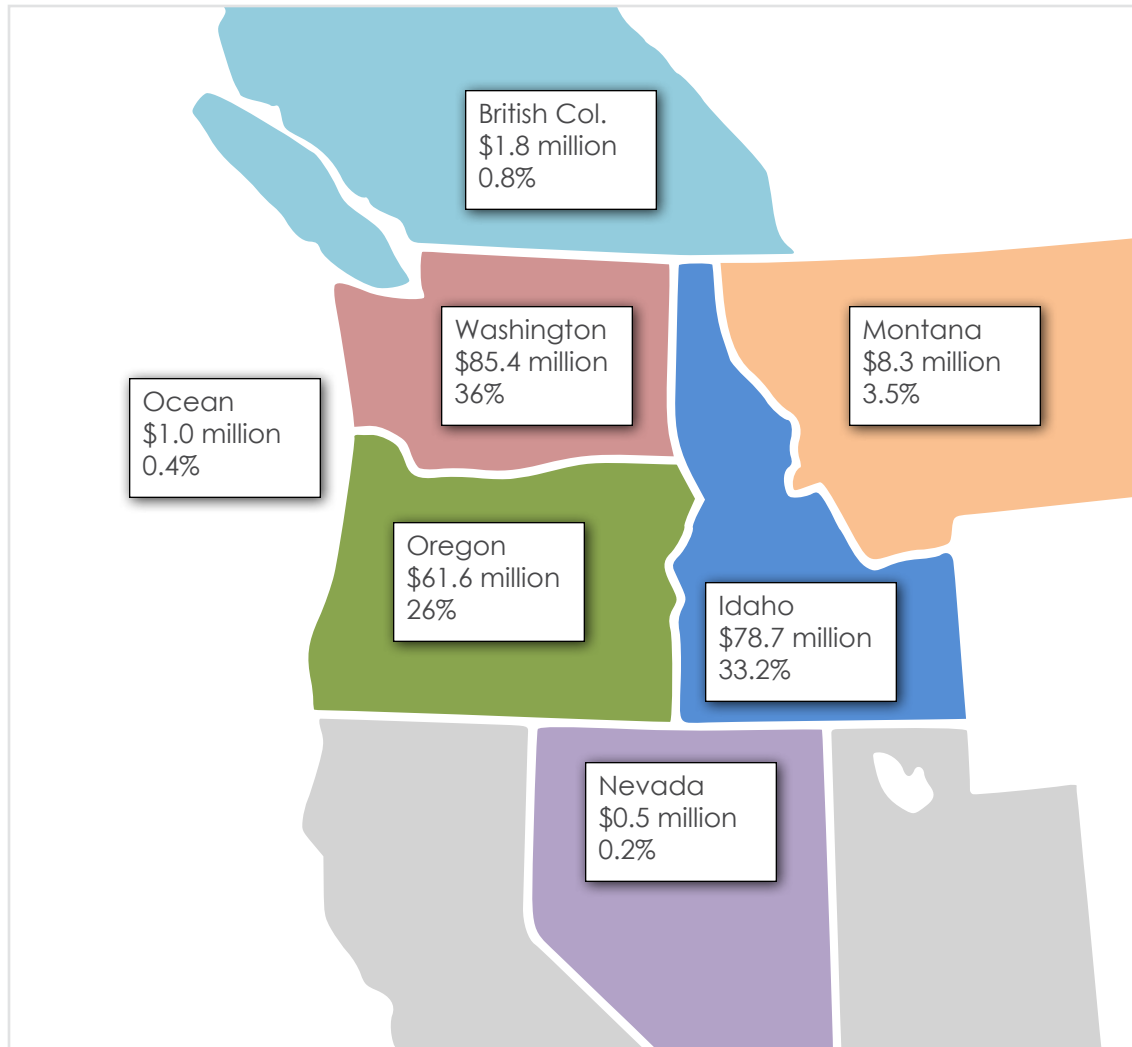 British Col.
$1.8 million
0.8%
Washington
$85.4 million
36%
Montana
$8.3 million
3.5%
Ocean
$1.0 million
0.4%
Oregon
$61.6 million
26%
Idaho
$78.7 million
33.2%
Nevada
$0.5 million
0.2%